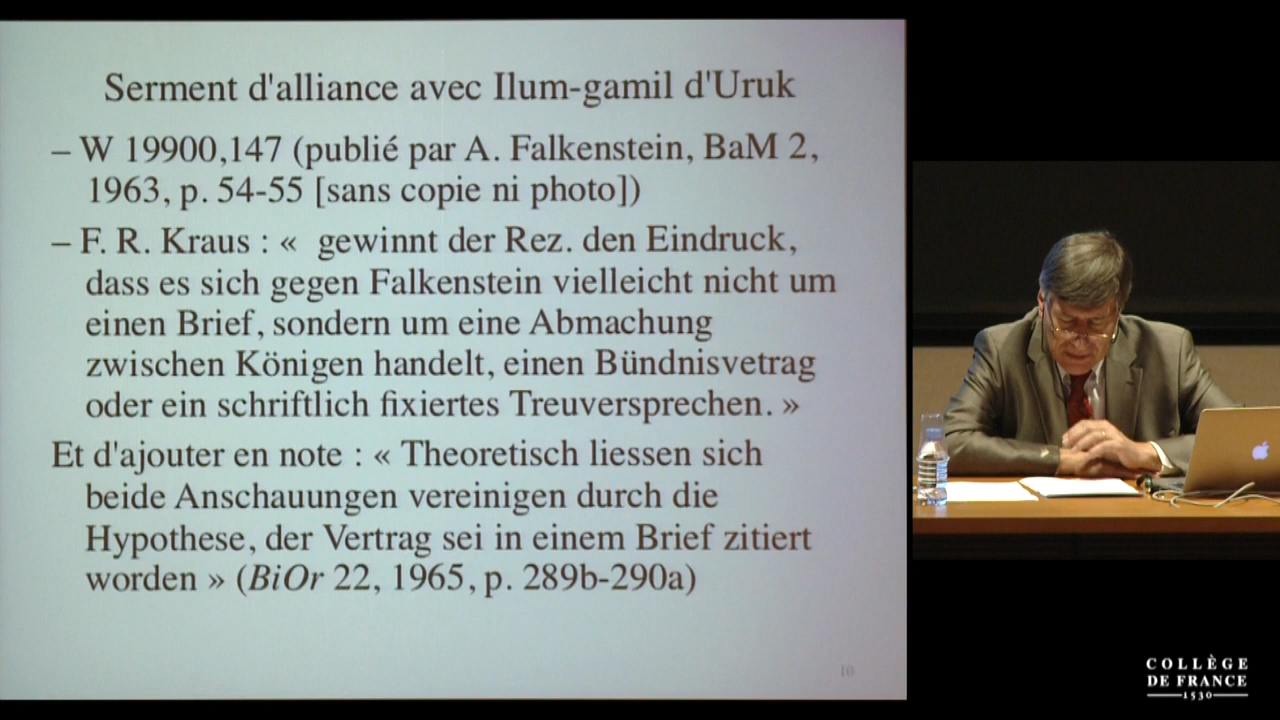 Serment d'alliance avec Ilum-gamil d'Uruk
– W 19900,147 (publié par A. Falkenstein, BaM 2,
1963, p. 54-55 [sans copie ni photo])
– F. R. Kraus : «  gewinnt der Rez. den Eindruck,
dass es sich gegen Falkenstein vielleicht nicht um
einen Brief, sondern um eine Abmachung
zwischen Königen handelt, einen Bündnisvetrag
oder ein schriftlich fixiertes Treuversprechen. »
Et d'ajouter en note : « Theoretisch liessen sich
beide Anschauungen vereinigen durch die
Hypothese, der Vertrag sei in einem Brief zitiert
worden » (BiOr 22, 1965, p. 289b-290a)
10
COLLÈGE
DE FRANCE
1530